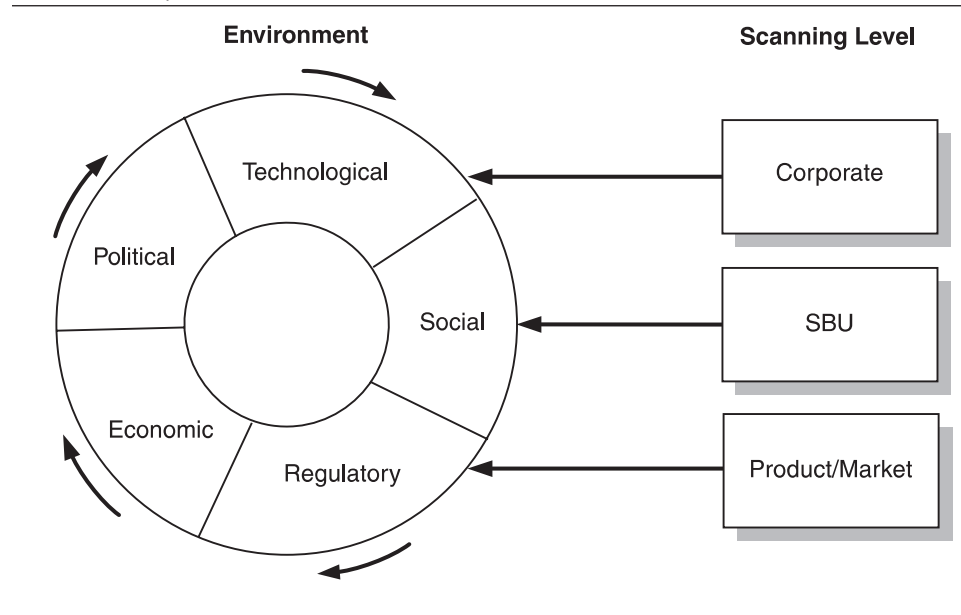 Environment
Scanning Level
Technological
Corporate
Political
Social
SBU
Economic
Regulatory
Product/Market